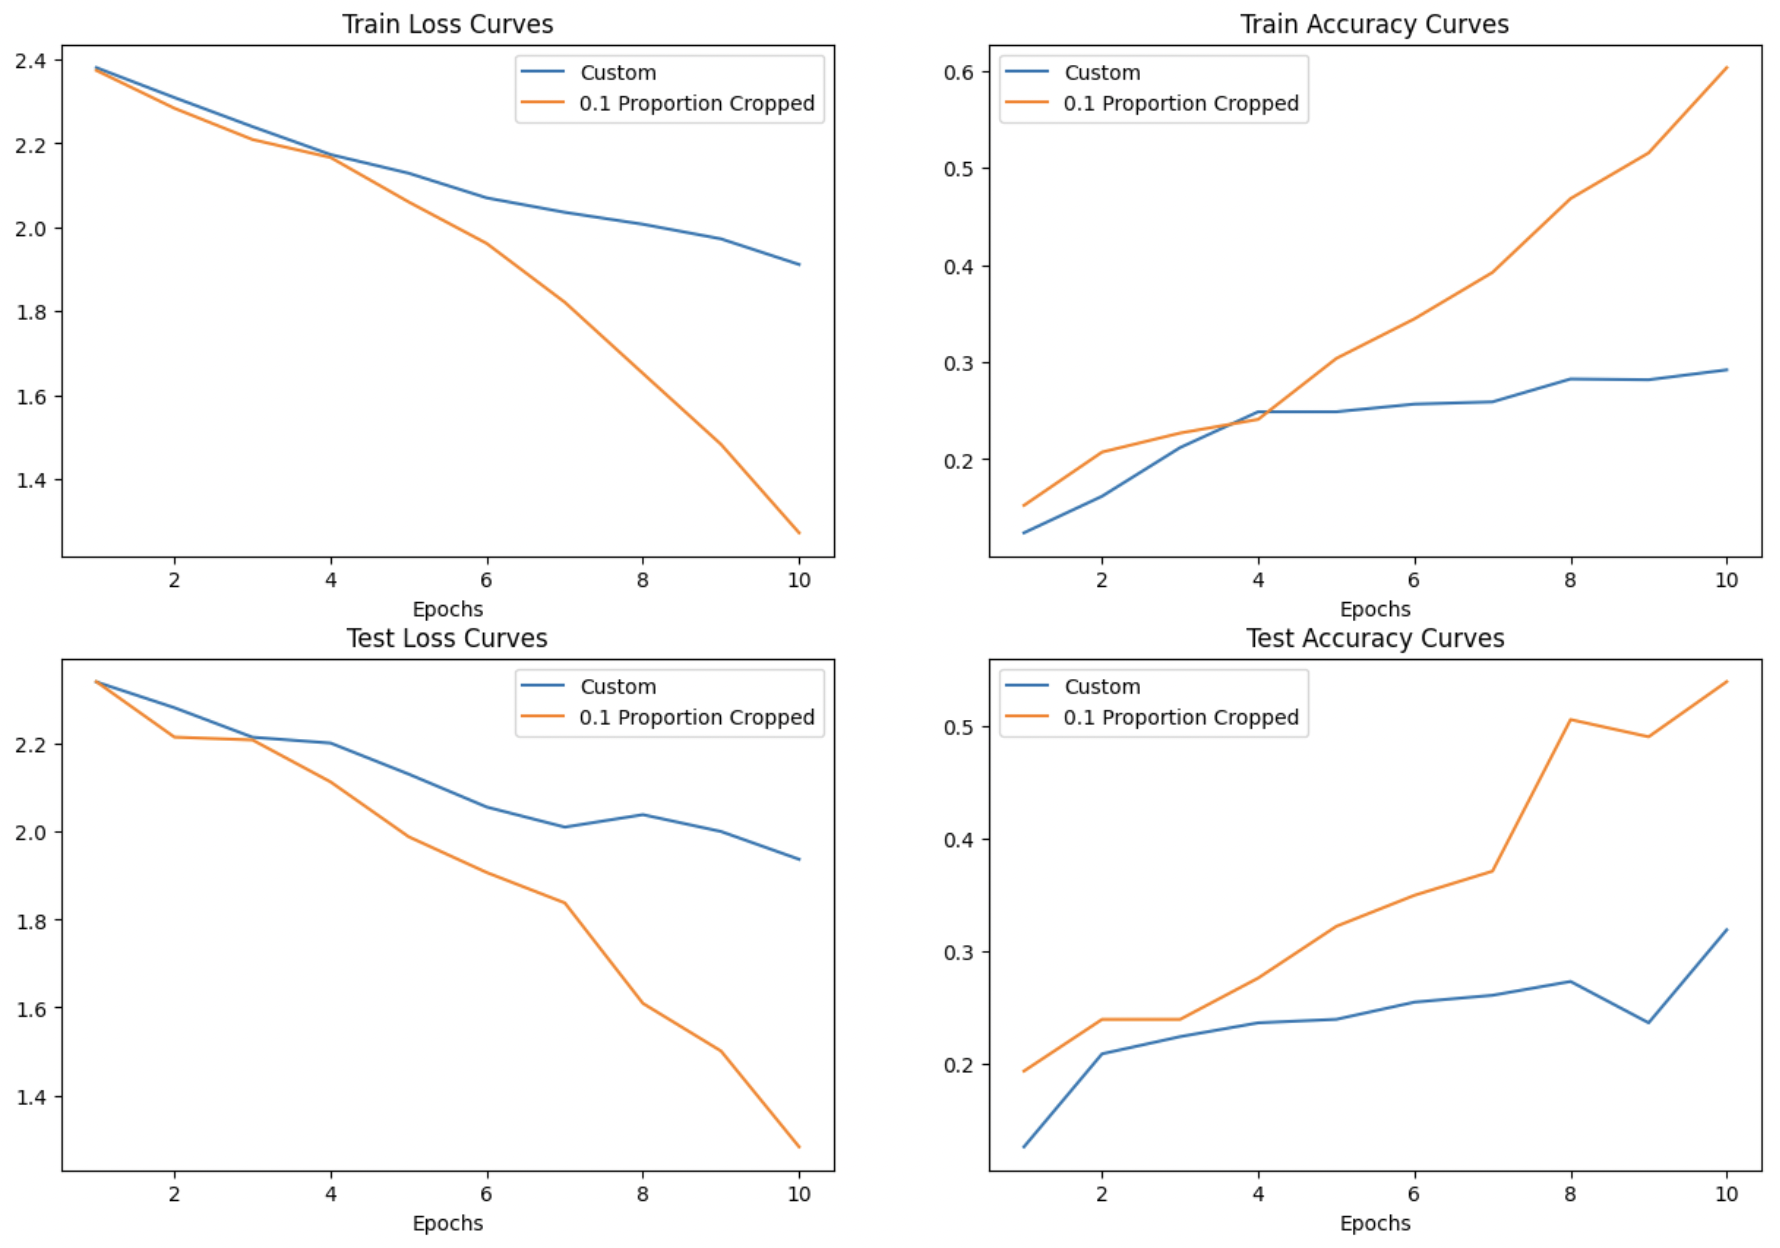 Train Loss Curves
2.4
2.2
2.0
1.8
1.6
1.4
Custom
0.1 Proportion Cropped
2 4 6 8 10
Epochs
Train Accuracy Curves
0.6
0.5
0.4
0.3
0.2
Custom
0.1 Proportion Cropped
2 4 6 8 10
Epochs
Test Loss Curves
2.2
2.0
1.8
1.6
1.4
Custom
0.1 Proportion Cropped
2 4 6 8 10
Epochs
Test Accuracy Curves
0.5
0.4
0.3
0.2
Custom
0.1 Proportion Cropped
2 4 6 8 10
Epochs